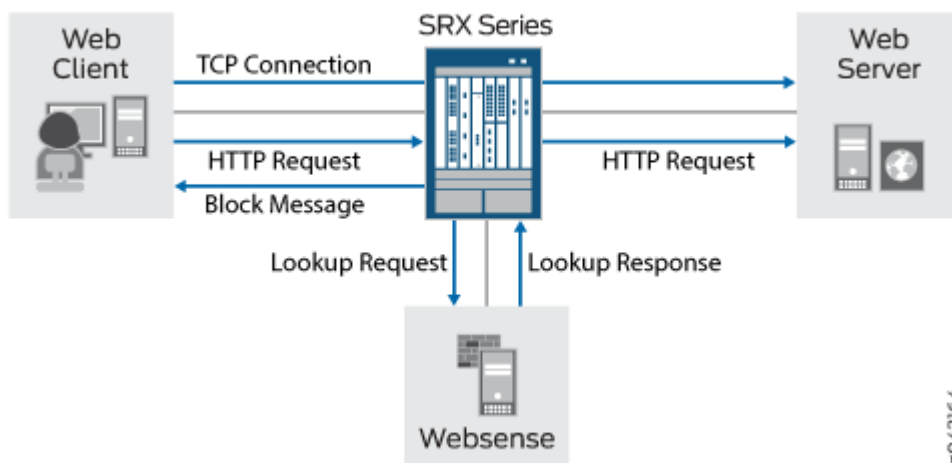 SRX Series
Web
Client
Web
Server
TCP Connection
HTTP Request
HTTP Request
Block Message
Lookup Request
Lookup Response
Websense